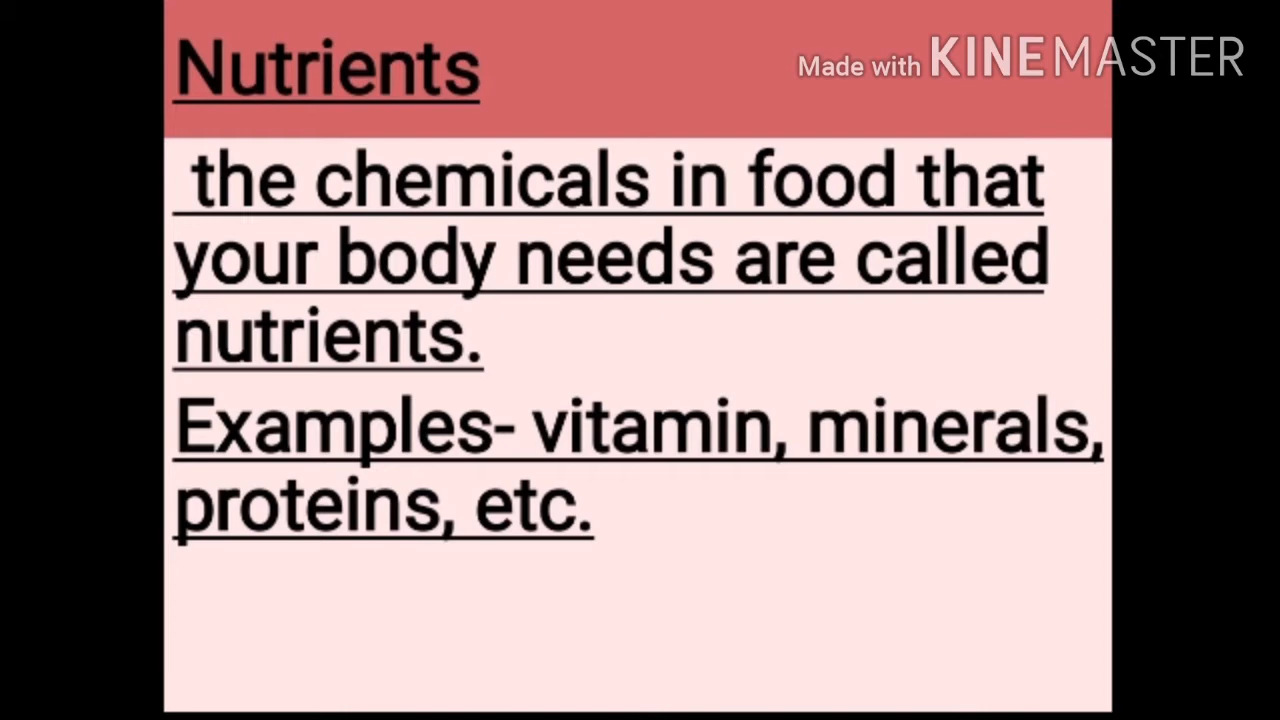 Nutrients
Made with KINEMASTER
the chemicals in food that
your body needs are called
nutrients.
Examples- vitamin, minerals,
proteins, etc.